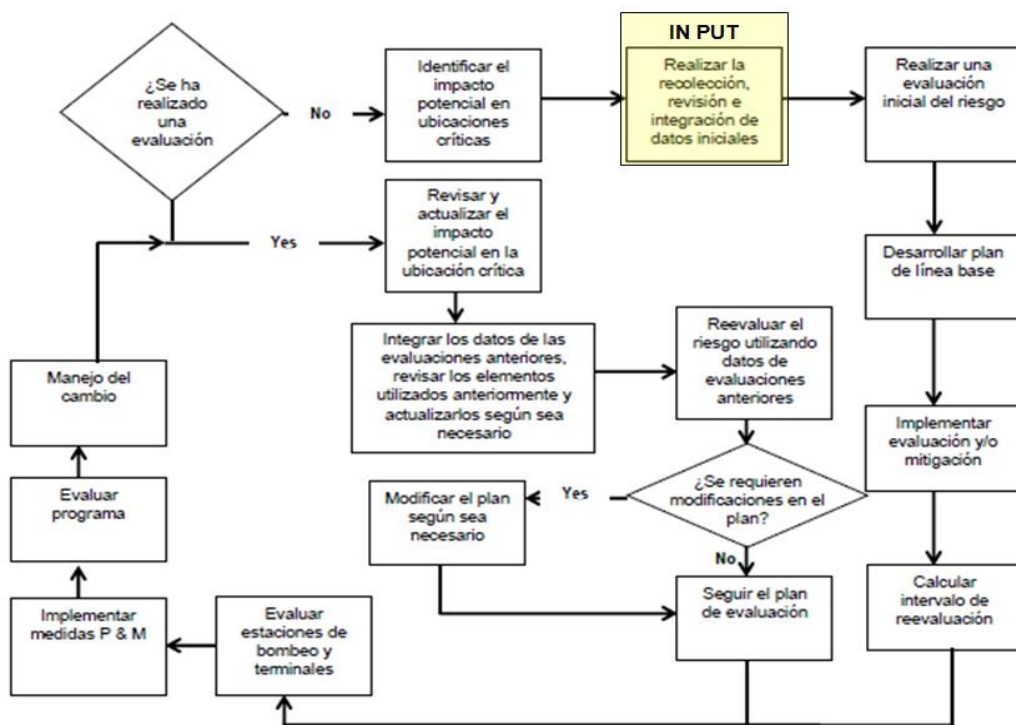 ¿Se ha
realizado
una
evaluación
No
Identificar el
impacto
potencial en
ubicaciones
críticas
IN PUT
Realizar la
recolección,
revisión e
integración de
datos iniciales
Realizar una
evaluación
inicial del riesgo
Yes
Revisar y
actualizar el
impacto
potencial en la
ubicación crítica
Desarrollar plan
de línea base
Integrar los datos de las
evaluaciones anteriores,
revisar los elementos
utilizados anteriormente y
actualizarlos según sea
necesario
Reevaluar el
riesgo utilizando
datos de
evaluaciones
anteriores
Manejo del
cambio
Implementar
evaluación y/o
mitigación
¿Se requieren
modificaciones en el
plan?
Yes
Modificar el plan
según sea
necesario
Evaluar
programa
No
Seguir el plan
de evaluación
Calcular
intervalo de
reevaluación
Evaluar
estaciones de
bombeo y
terminales
Implementar
medidas P & M